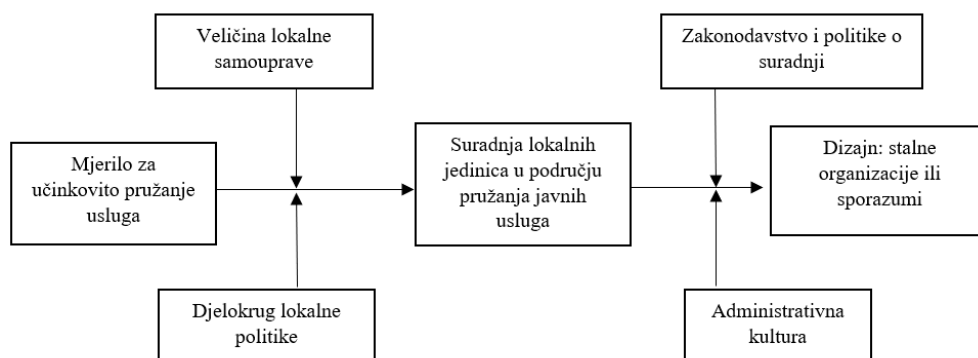 Veličina lokalne
samouprave
Zakonodavstvo i politike o
suradnji
Mjerilo za
učinkovito pružanje
usluga
Suradnja lokalnih
jedinica u području
pružanja javnih
usluga
Dizajn: stalne
organizacije ili
sporazumi
Djelokrug lokalne
politike
Administrativna
kultura